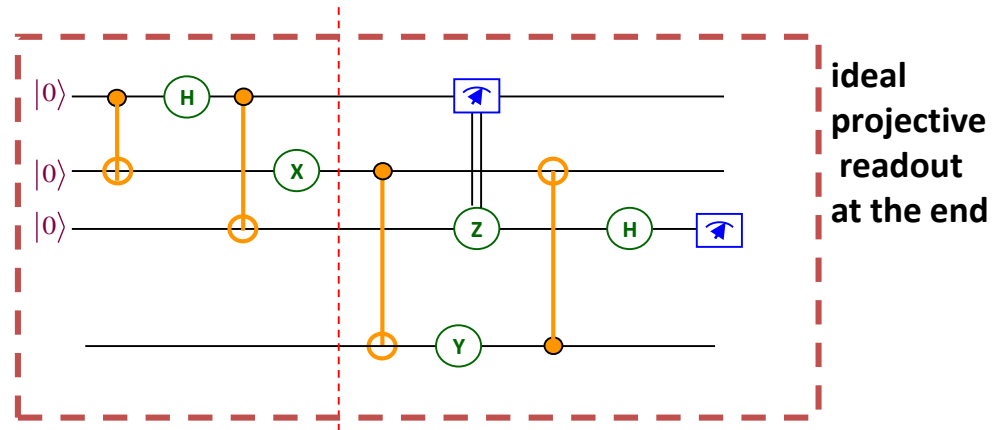 |0⟩ H
|0⟩ X
|0⟩ Z H
Y
ideal
projective
readout
at the end